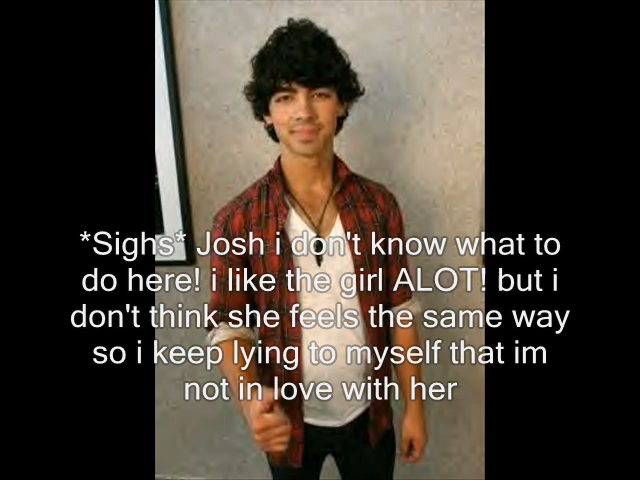 *Sighs* Josh i don't know what to
do here! i like the girl ALOT! but i
don't think she feels the same way
so i keep lying to myself that im
not in love with her